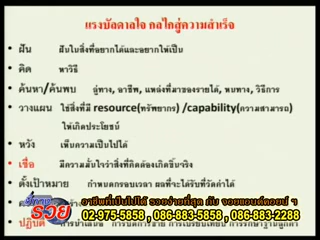 แรงบัลดาลใจ กลไกสู่ความสำเร็จ
• ฝัน ฝันในสิ่งที่อยากได้และอยากให้เป็น
• คิด หาวิธี
• ค้นหา/ค้นพบ ลู่ทาง, อาชีพ, แหล่งที่มาของรายได้, หนทาง, วิธีการ
• วางแผน ใช้สิ่งที่มี resource(ทรัพยากร) /capability(ความสามารถ)
ให้เกิดประโยชน์
• หวัง เห็นความเป็นไปได้
• เชื่อ มีความมั่นใจว่าสิ่งที่คิดต้องเกิดขึ้นจริง
• ตั้งเป้าหมาย กำหนดกรอบเวลา ผลที่จะได้รับที่วัดค่าได้
รวย อาชีพที่เป็นไปได้ รวยง่ายที่สุด กับ จอยแอนด์คอยน์ ฯ
02-975-5858 , 086-883-5858 , 086-883-2288
• ปฏิบัติ